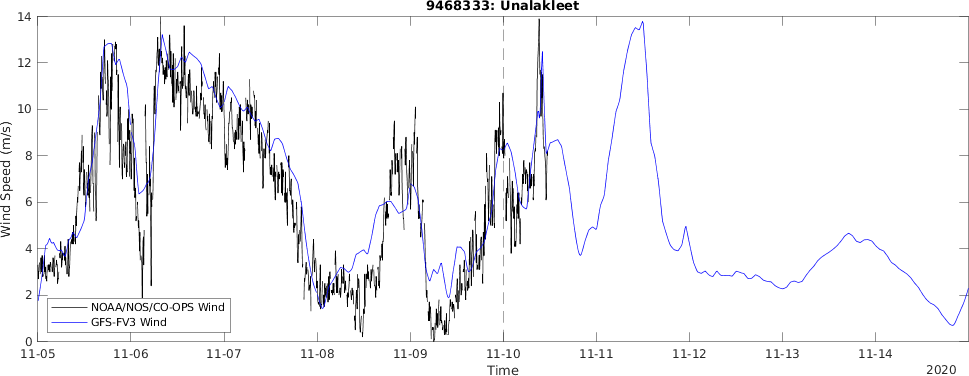 9468333: Unalakleet
14
12
10
8
6
4
2
0
Wind Speed (m/s)
NOAA/NOS/CO-OPS Wind
GFS-FV3 Wind
11-05 11-06 11-07 11-08 11-09 11-10 11-11 11-12 11-13 11-14
Time
2020